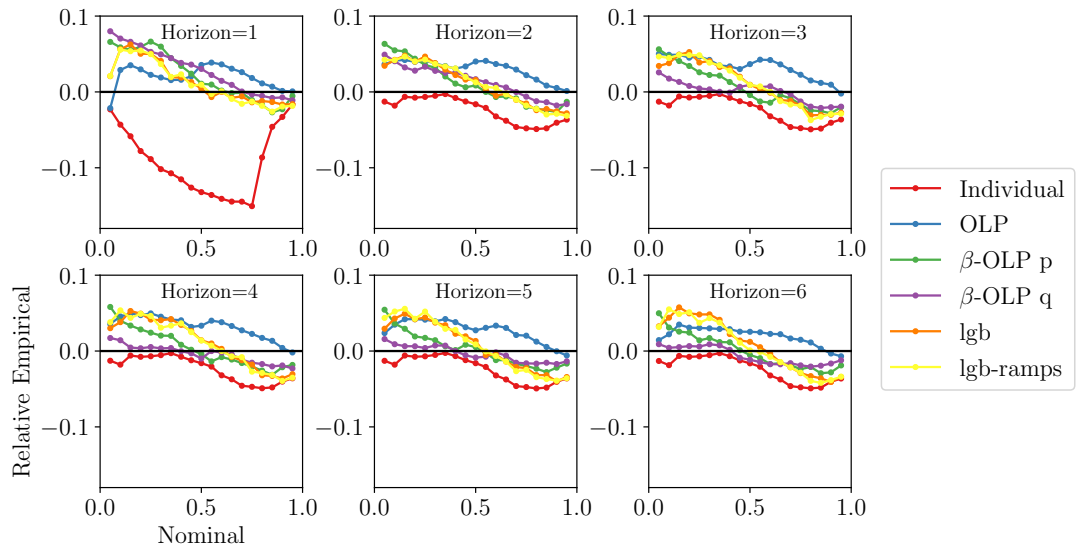 0.1
0.0
−0.1
0.0
0.5
1.0
Horizon=1
0.1
0.0
−0.1
0.0
0.5
1.0
Horizon=2
0.1
0.0
−0.1
0.0
0.5
1.0
Horizon=3
0.1
0.0
−0.1
0.0
0.5
1.0
Horizon=4
Relative Empirical
Nominal
0.1
0.0
−0.1
0.0
0.5
1.0
Horizon=5
0.1
0.0
−0.1
0.0
0.5
1.0
Horizon=6
Individual
OLP
β-OLP p
β-OLP q
lgb
lgb-ramps